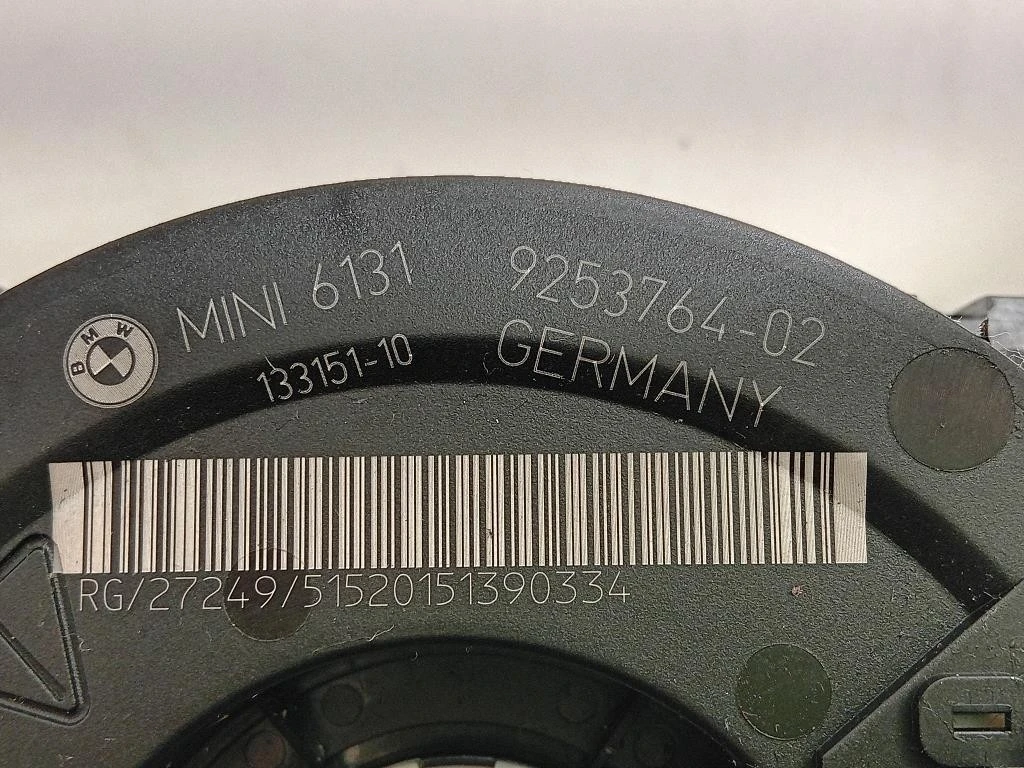 BMW
MINI 6131 9253764-02
133151-10 GERMANY
RG/27249/51520151390334